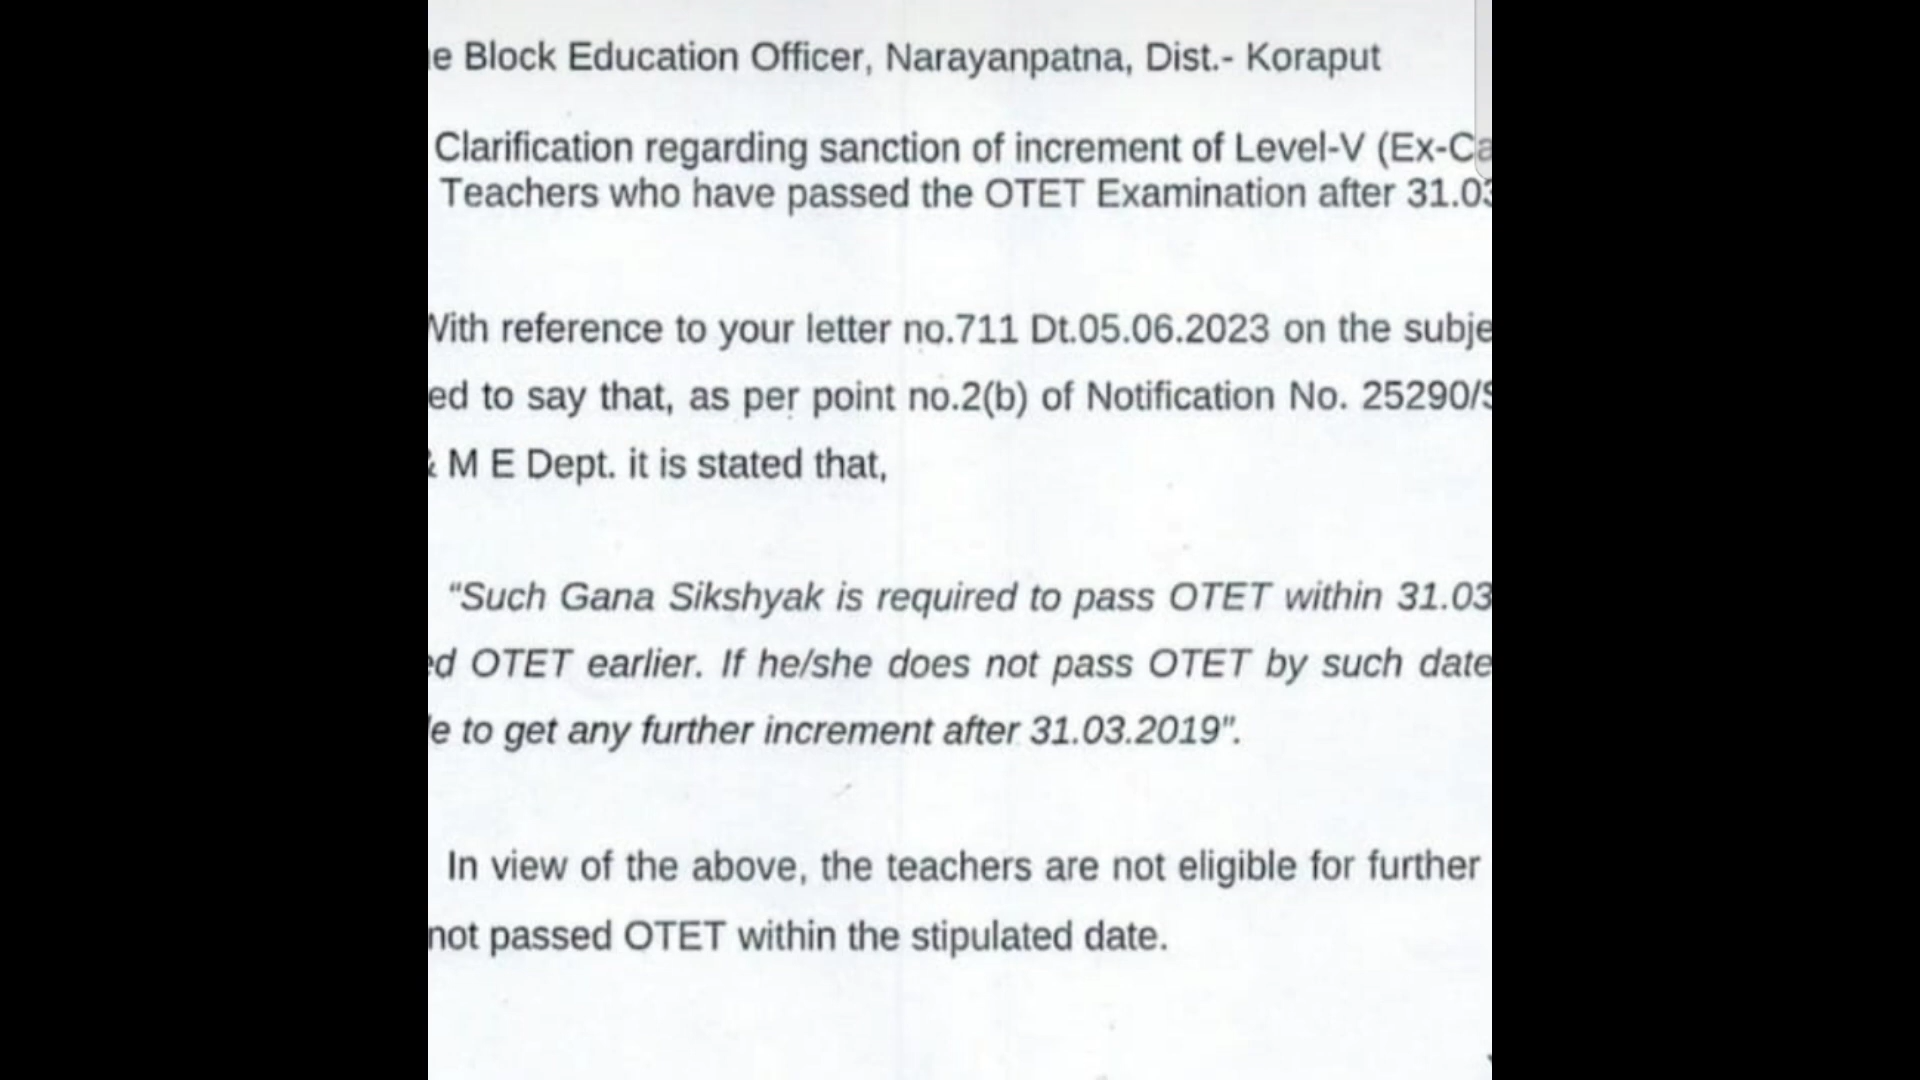 e Block Education Officer, Narayanpatna, Dist.- Koraput
Clarification regarding sanction of increment of Level-V (Ex-Ca
Teachers who have passed the OTET Examination after 31.03
With reference to your letter no.711 Dt.05.06.2023 on the subje
ed to say that, as per point no.2(b) of Notification No. 25290/S
& M E Dept. it is stated that,
“Such Gana Sikshyak is required to pass OTET within 31.03
ed OTET earlier. If he/she does not pass OTET by such date
le to get any further increment after 31.03.2019”.
In view of the above, the teachers are not eligible for further
not passed OTET within the stipulated date.